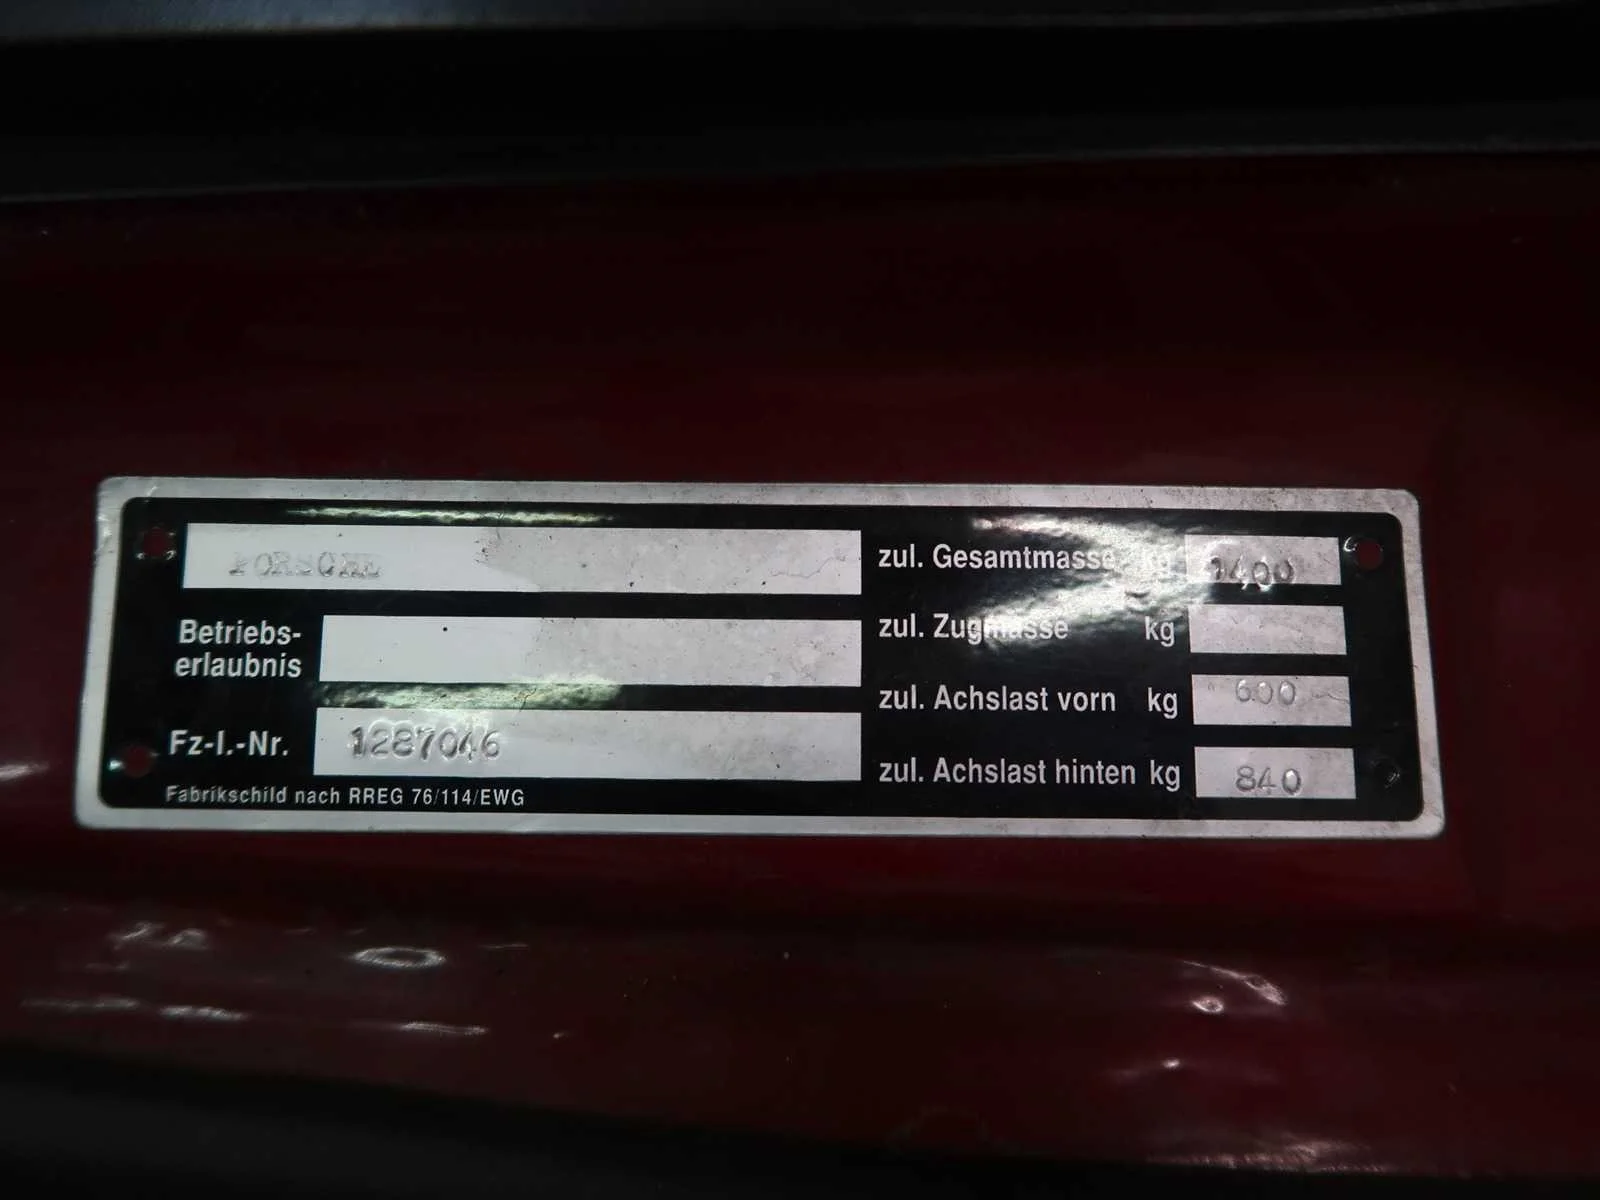 PORSCHE
Betriebs-
erlaubnis
Fz-I.-Nr. 1287046
Fabrikschild nach RREG 76/114/EWG
zul. Gesamtmasse kg 1400
zul. Zugmasse kg
zul. Achslast vorn kg 600
zul. Achslast hinten kg 840